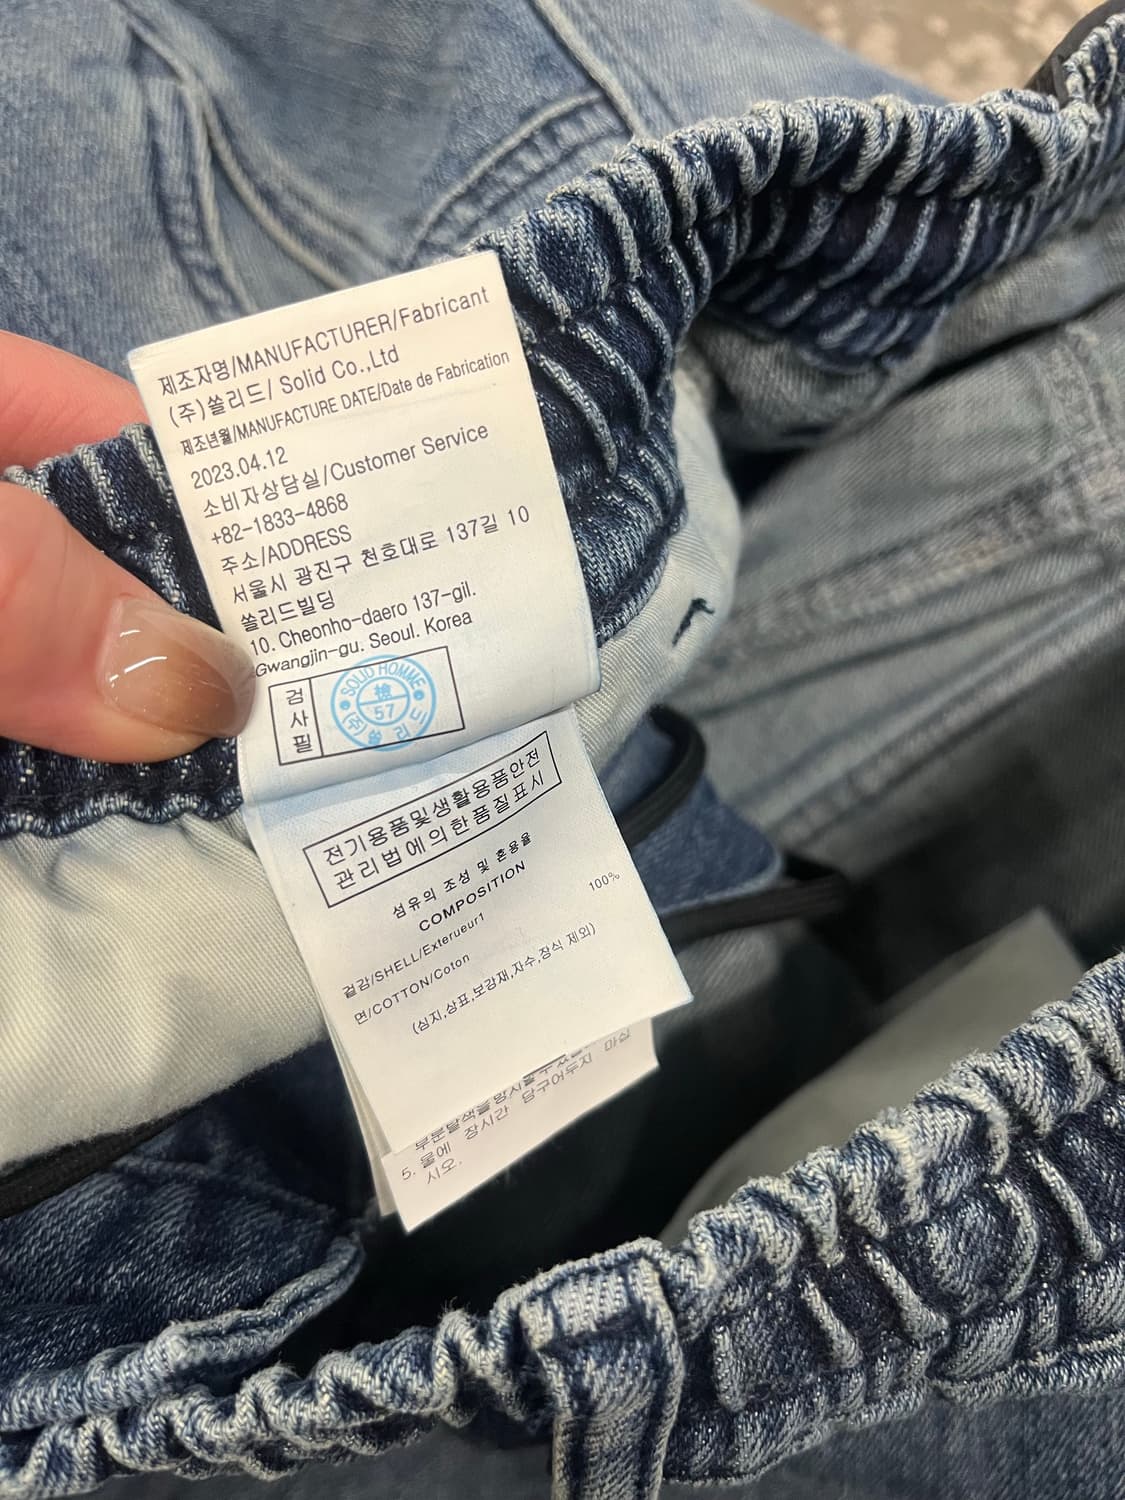 제조자명/MANUFACTURER/Fabricant
(주)쏠리드/ Solid Co.,Ltd
제조년월/MANUFACTURE DATE/Date de Fabrication
2023.04.12
소비자상담실/Customer Service
+82-1833-4868
주소/ADDRESS
서울시 광진구 천호대로 137길 10
쏠리드빌딩
10. Cheonho-daero 137-gil.
Gwangjin-gu. Seoul. Korea
검사필
SOLID HOMME
檢
57
(주)쏠리드
전기용품및생활용품안전
관리법에의한품질표시
섬유의 조성 및 혼용율
COMPOSITION
겉감/SHELL/Exterueur1
면/COTTON/Coton 100%
(심지,상표,보강재,자수,장식 제외)
5. 물에 장시간 담구어두지 마십
시오.